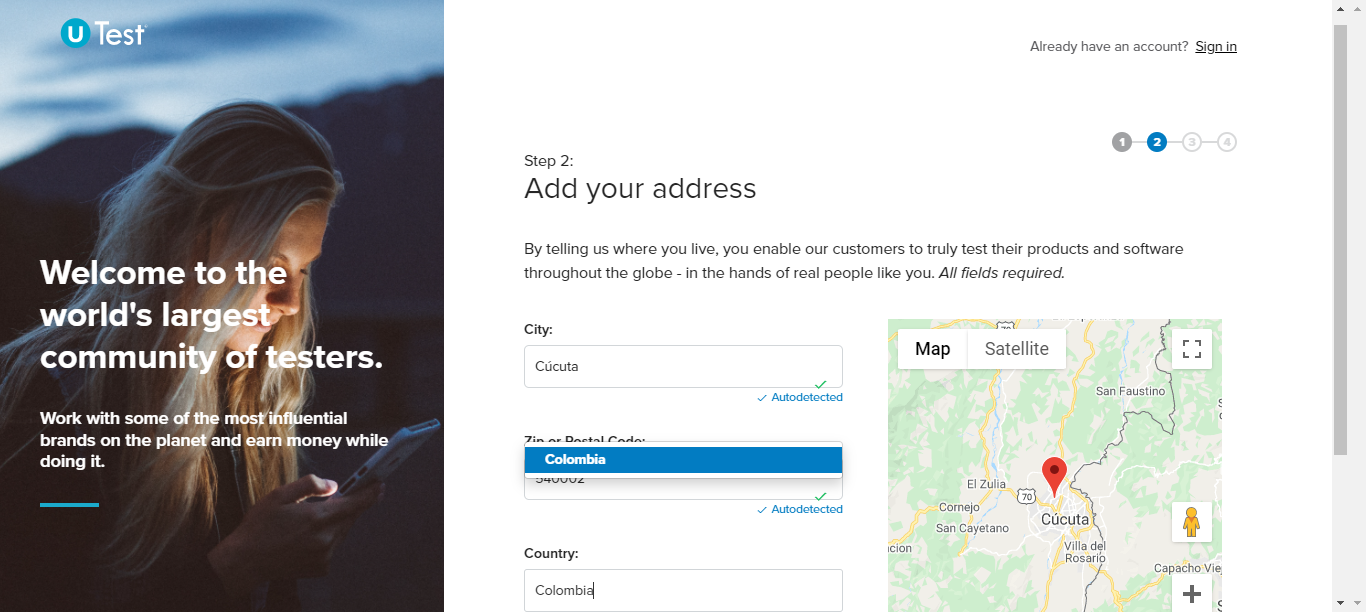 U Test
Already have an account? Sign in
1 2 3 4
Step 2:
Add your address
By telling us where you live, you enable our customers to truly test their products and software
throughout the globe - in the hands of real people like you. All fields required.
Welcome to the
world's largest
community of testers.
Work with some of the most influential
brands on the planet and earn money while
doing it.
City:
Cúcuta
✓ Autodetected
Zip or Postal Code:
Colombia
540002
✓ Autodetected
Country:
Colombia
Map Satellite
70
San Faustino
El Zulia
70
Cornejo
Cúcuta
San Cayetano
Villa del
Rosario
Capacho Vie